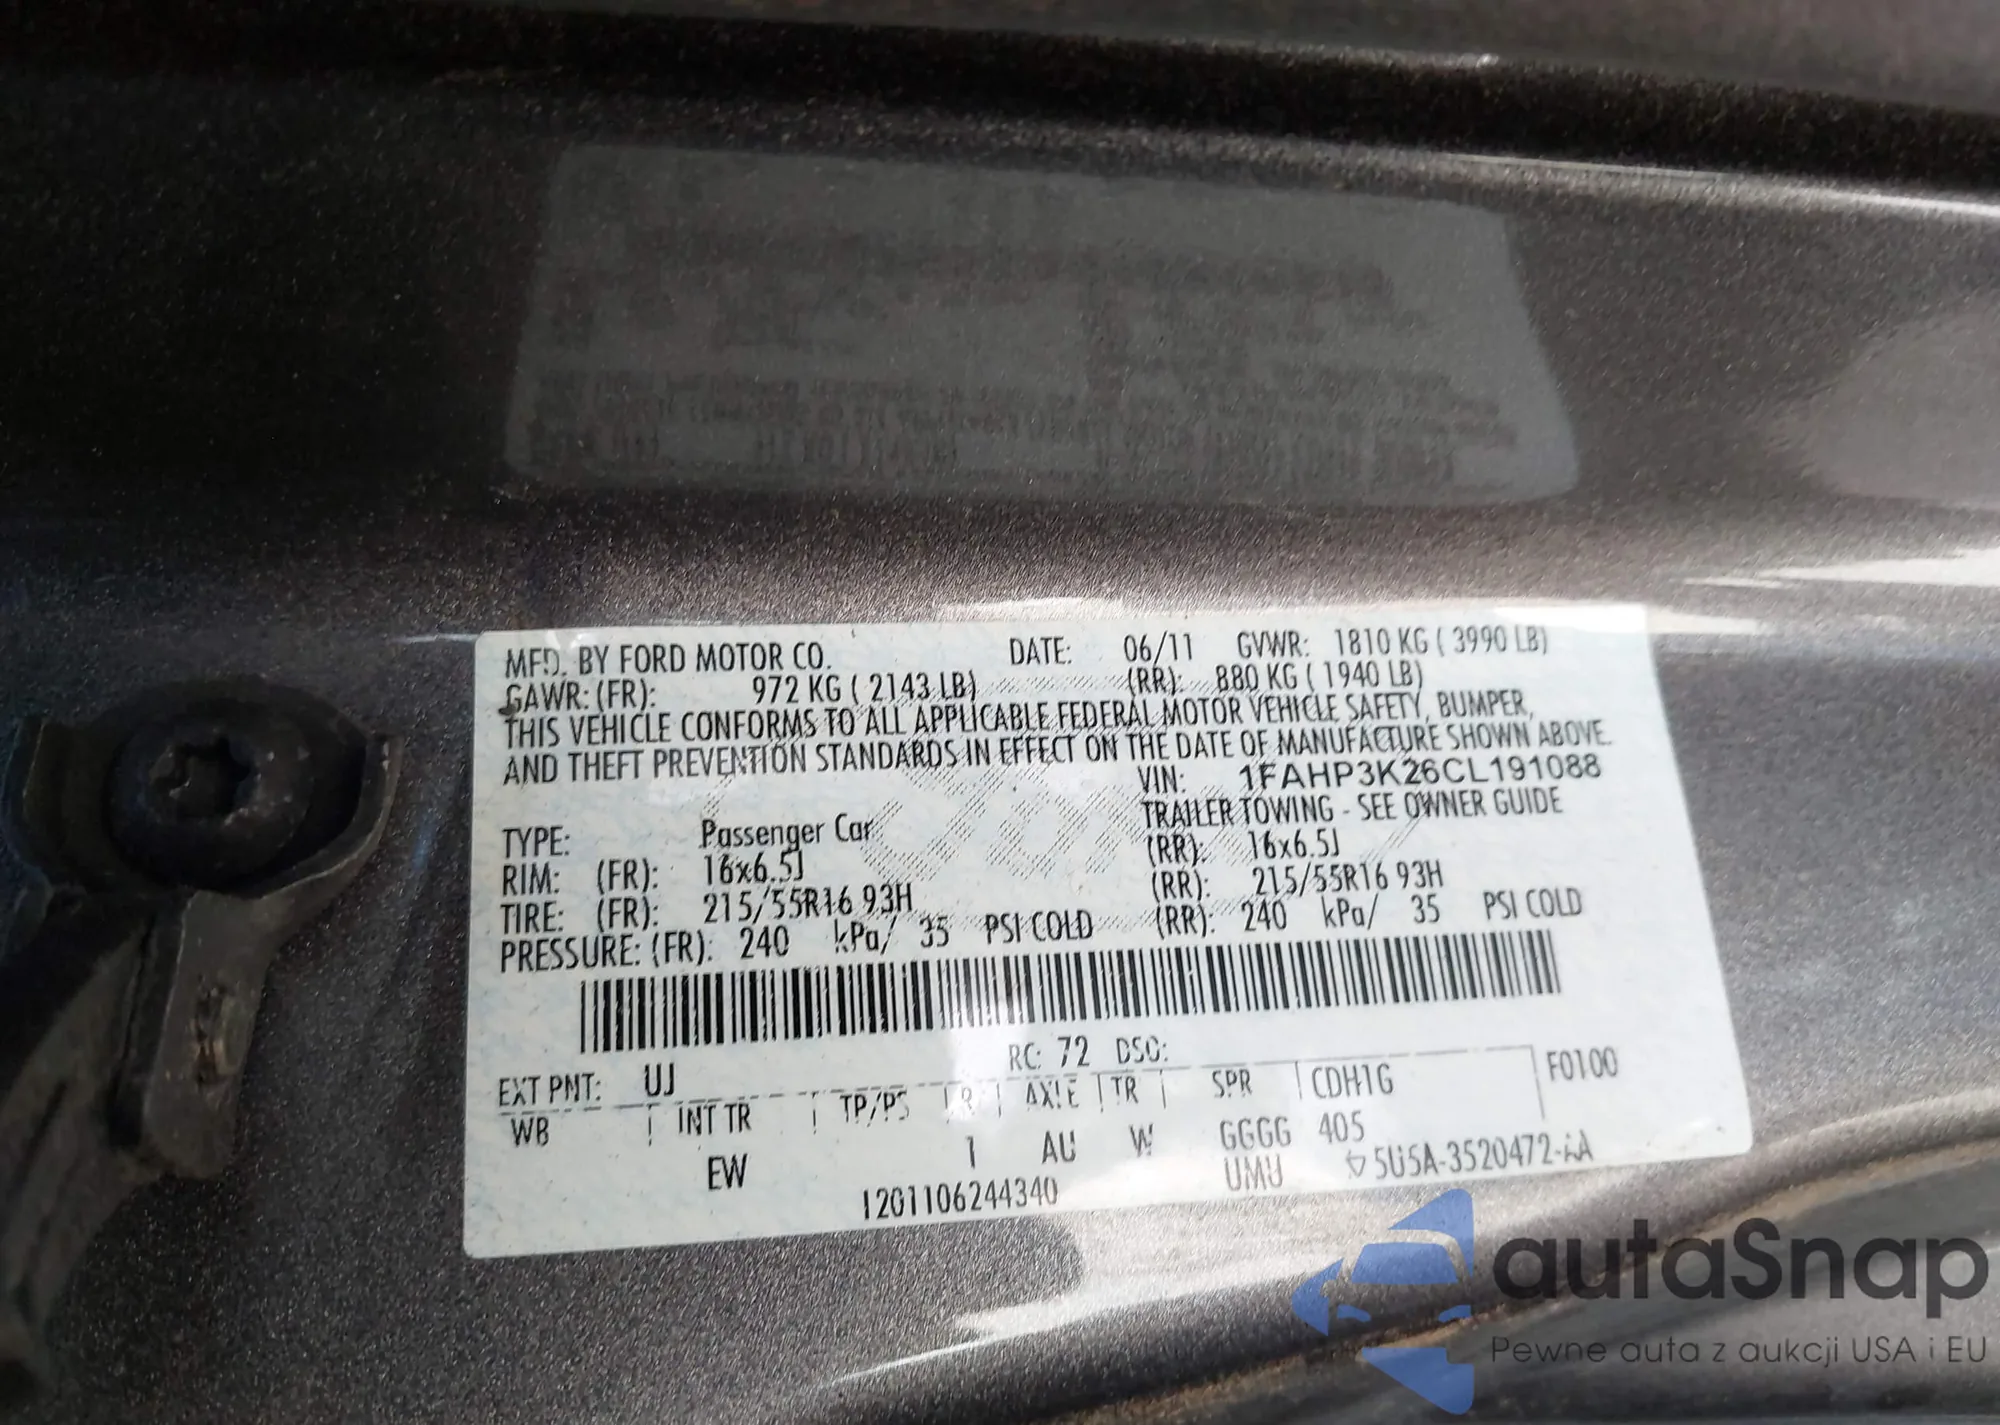 MFD. BY FORD MOTOR CO. DATE: 06/11 GVWR: 1810 KG ( 3990 LB)
GAWR: (FR): 972 KG ( 2143 LB) (RR): 880 KG ( 1940 LB)
THIS VEHICLE CONFORMS TO ALL APPLICABLE FEDERAL MOTOR VEHICLE SAFETY, BUMPER,
AND THEFT PREVENTION STANDARDS IN EFFECT ON THE DATE OF MANUFACTURE SHOWN ABOVE.
VIN: 1FAHP3K26CL191088
TRAILER TOWING - SEE OWNER GUIDE
TYPE: Passenger Car
RIM: (FR): 16x6.5J (RR): 16x6.5J
TIRE: (FR): 215/55R16 93H (RR): 215/55R16 93H
PRESSURE: (FR): 240 kPa/ 35 PSI COLD (RR): 240 kPa/ 35 PSI COLD
RC: 72 DSO:
EXT PNT: UJ
WB INT TR TP/PS R AXLE TR SPR CDH1G F0100
EW 1 AU W GGGG 405
UMU 5U5A-3520472-AA
1201106244340
autaSnap
Pewne auta z aukcji USA i EU